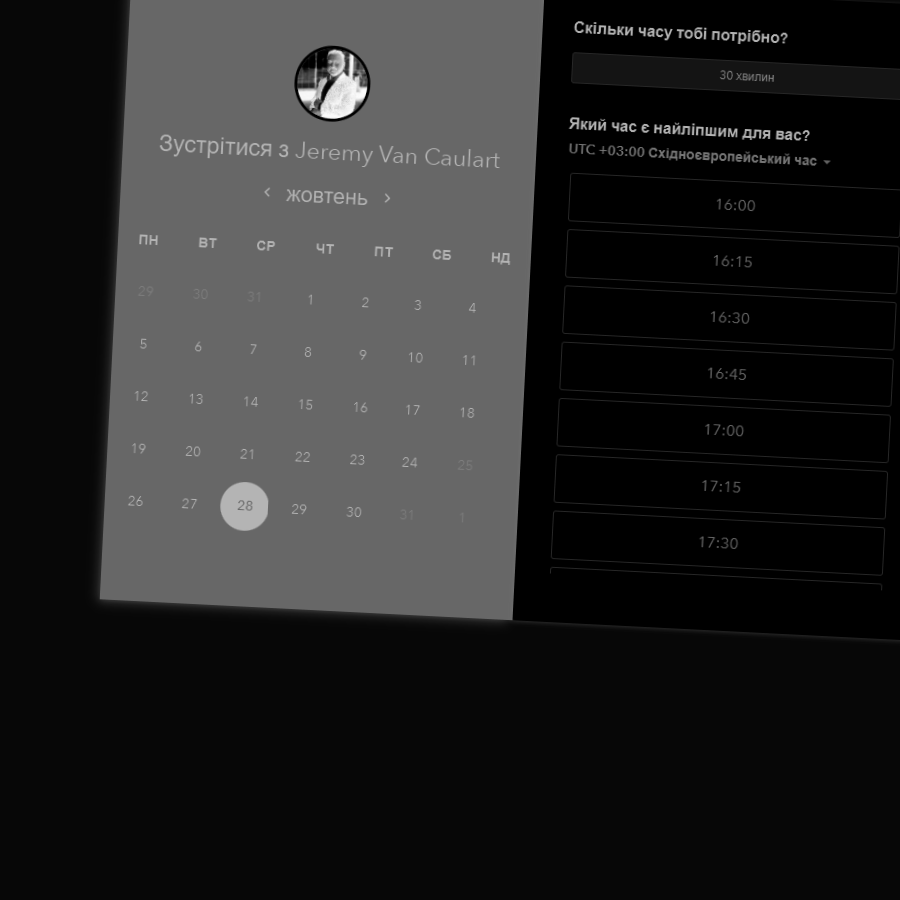 Зустрітися з Jeremy Van Caulart
‹ жовтень ›
ПН ВТ СР ЧТ ПТ СБ НД
29 30 31 1 2 3 4
5 6 7 8 9 10 11
12 13 14 15 16 17 18
19 20 21 22 23 24 25
26 27 28 29 30 31 1
Скільки часу тобі потрібно?
30 хвилин
Який час є найліпшим для вас?
UTC +03:00 Східноєвропейський час
16:00
16:15
16:30
16:45
17:00
17:15
17:30